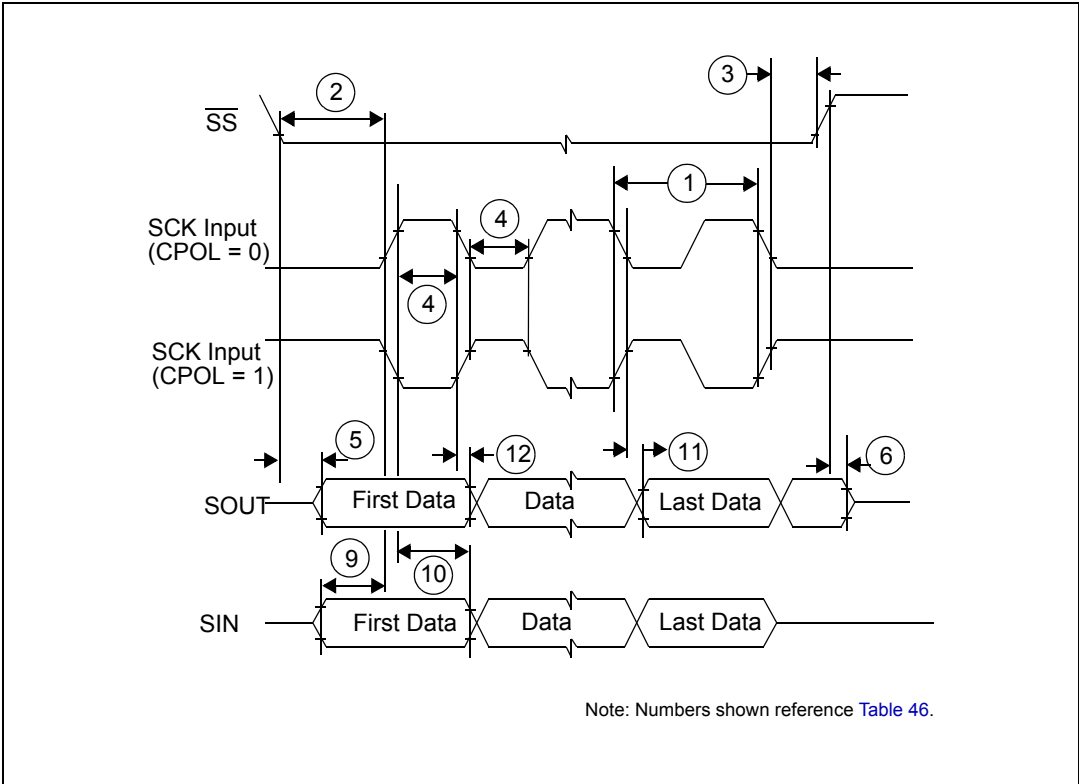 3
2
SS
1
SCK Input
(CPOL = 0)
4
4
SCK Input
(CPOL = 1)
5
12
11
6
SOUT
First Data
Data
Last Data
9
10
SIN
First Data
Data
Last Data
Note: Numbers shown reference Table 46.